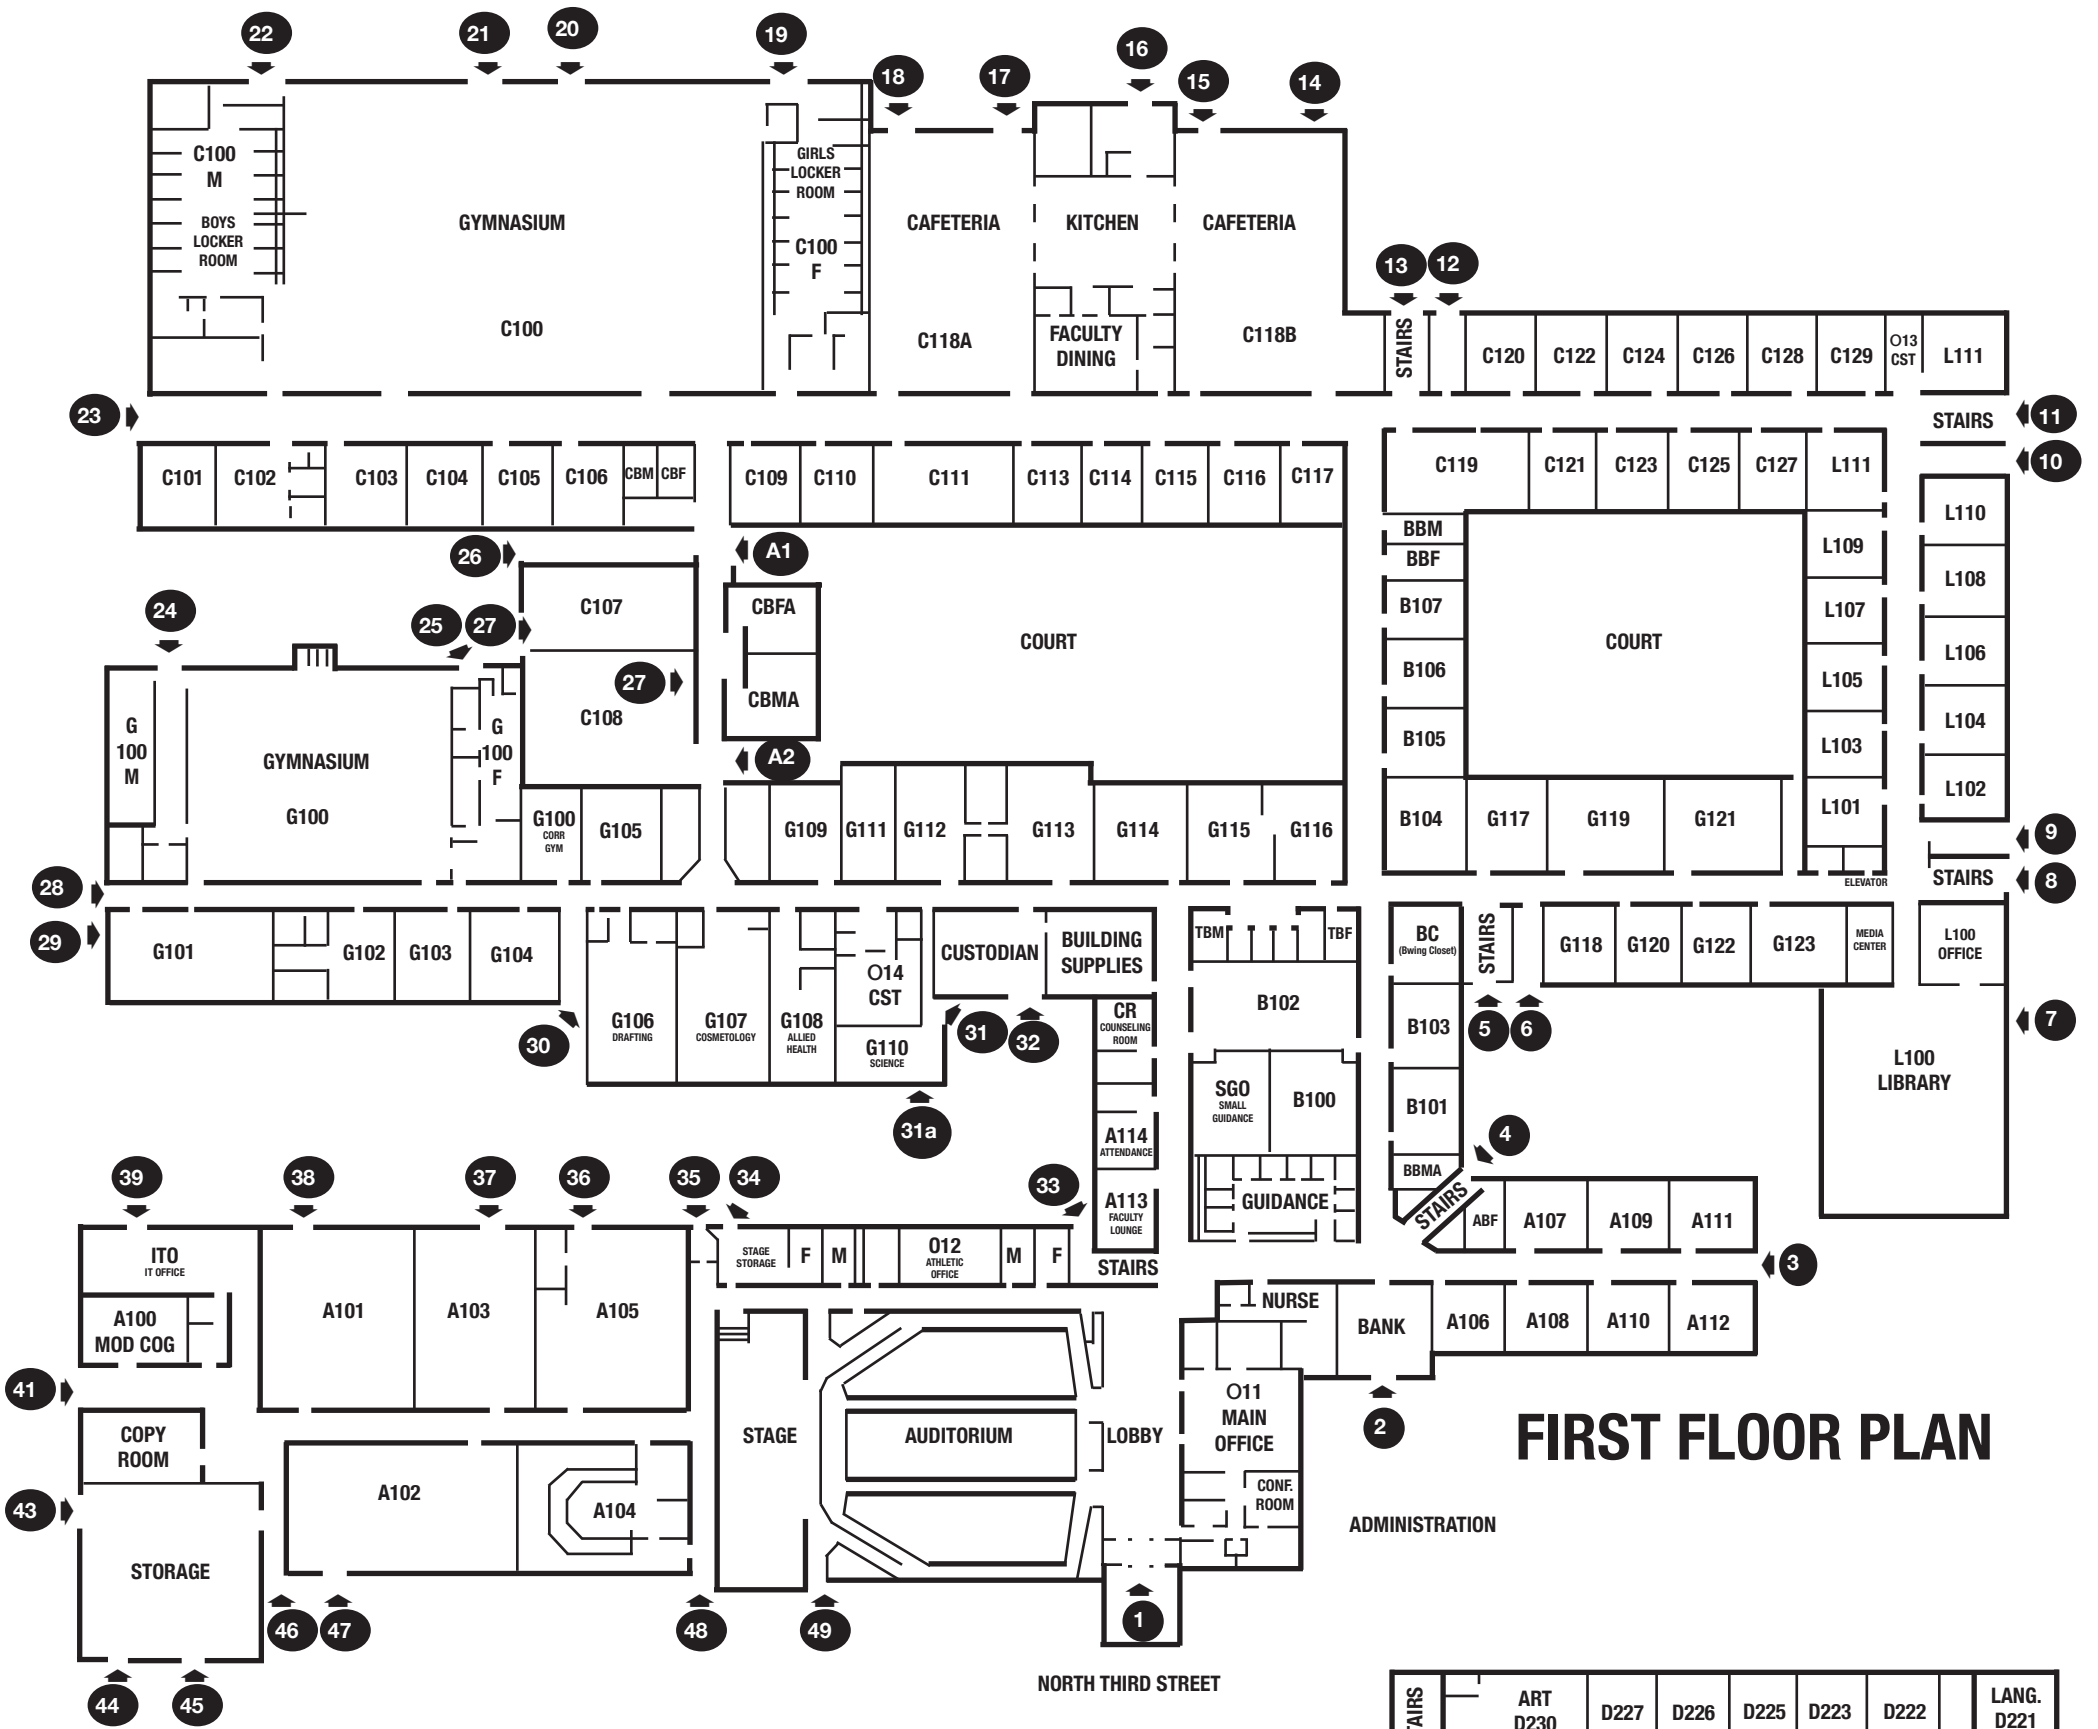 22
21
20
19
18
17
16
15
14
C100
M
BOYS
LOCKER
ROOM
GYMNASIUM
C100
GIRLS
LOCKER
ROOM
C100
F
CAFETERIA
C118A
KITCHEN
FACULTY
DINING
CAFETERIA
C118B
13
12
STAIRS
C120
C122
C124
C126
C128
C129
O13
CST
L111
23
STAIRS
11
10
C101
C102
C103
C104
C105
C106
CBM
CBF
C109
C110
C111
C113
C114
C115
C116
C117
C119
C121
C123
C125
C127
L111
L110
BBM
BBF
L109
L108
26
A1
C107
CBFA
24
25
27
COURT
B107
COURT
L107
L106
27
CBMA
C108
B106
L105
L104
G
100
M
GYMNASIUM
G100
G
100
F
A2
B105
L103
L102
G100
CORR
GYM
G105
G109
G111
G112
G113
G114
G115
G116
B104
G117
G119
G121
L101
9
ELEVATOR
STAIRS
8
28
29
G101
G102
G103
G104
CUSTODIAN
BUILDING
SUPPLIES
TBM
TBF
BC
(Bwing Closet)
STAIRS
G118
G120
G122
G123
MEDIA
CENTER
L100
OFFICE
O14
CST
G106
DRAFTING
G107
COSMETOLOGY
G108
ALLIED
HEALTH
G110
SCIENCE
30
31
32
31a
CR
COUNSELING
ROOM
B102
B103
5
6
7
L100
LIBRARY
SGO
SMALL
GUIDANCE
B100
B101
4
A114
ATTENDANCE
BBMA
39
38
37
36
35
34
33
A113
FACULTY
LOUNGE
GUIDANCE
STAIRS
ABF
A107
A109
A111
ITO
IT OFFICE
STAGE
STORAGE
F
M
O12
ATHLETIC
OFFICE
M
F
STAIRS
3
A100
MOD COG
A101
A103
A105
NURSE
BANK
A106
A108
A110
A112
41
2
COPY
ROOM
STAGE
AUDITORIUM
LOBBY
O11
MAIN
OFFICE
FIRST FLOOR PLAN
43
A102
A104
CONF.
ROOM
ADMINISTRATION
STORAGE
46
47
48
49
1
44
45
NORTH THIRD STREET
ART
D230
D227
D226
D225
D223
D222
LANG.
D221